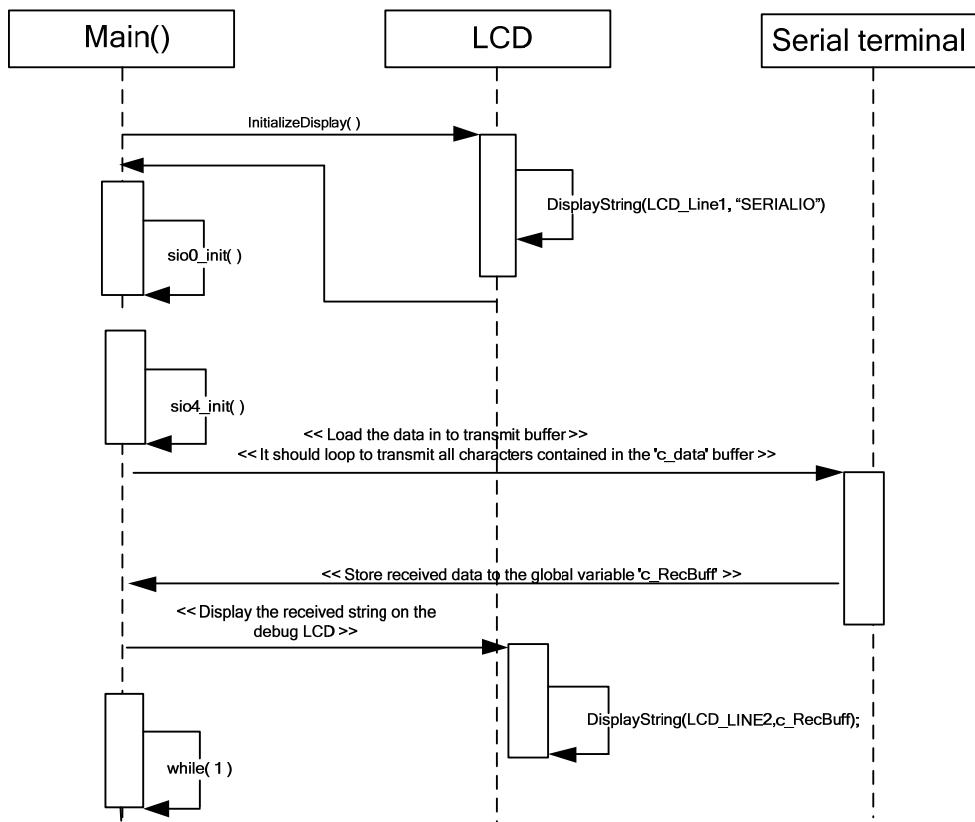 Main()
LCD
Serial terminal
InitializeDisplay( )
DisplayString(LCD_Line1, “SERIALIO”)
sio0_init( )
sio4_init( )
<< Load the data in to transmit buffer >>
<< It should loop to transmit all characters contained in the 'c_data' buffer >>
<< Store received data to the global variable 'c_RecBuff' >>
<< Display the received string on the
debug LCD >>
DisplayString(LCD_LINE2,c_RecBuff);
while( 1 )